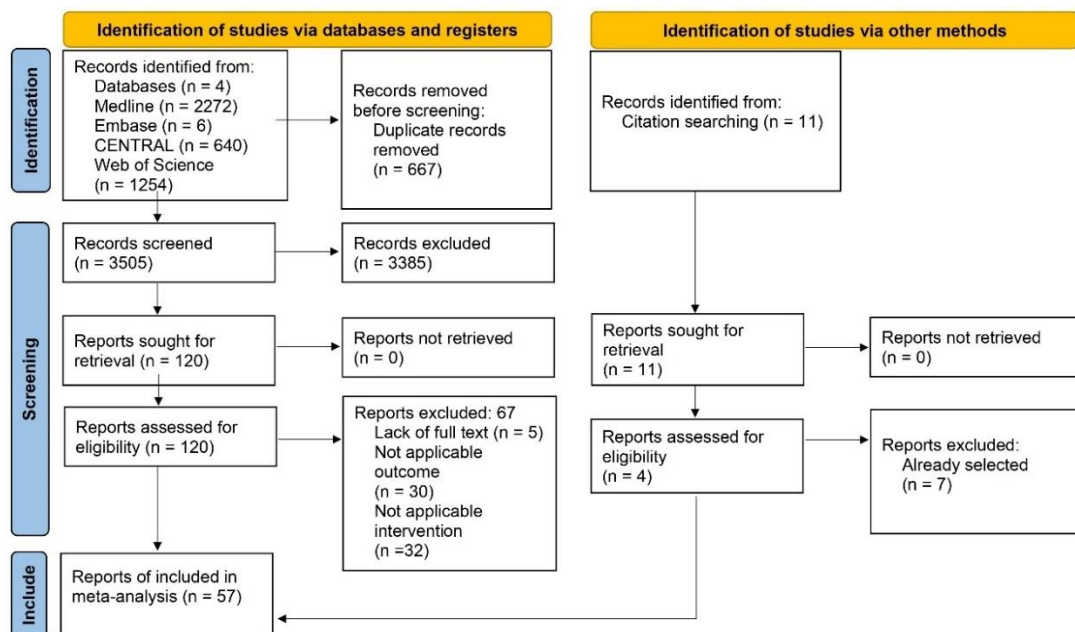 Identification of studies via databases and registers
Identification of studies via other methods
Identification
Records identified from:
Databases (n = 4)
Medline (n = 2272)
Embase (n = 6)
CENTRAL (n = 640)
Web of Science
(n = 1254)
Records removed
before screening:
Duplicate records
removed
(n = 667)
Records identified from:
Citation searching (n = 11)
Screening
Records screened
(n = 3505)
Records excluded
(n = 3385)
Reports sought for
retrieval (n = 120)
Reports not retrieved
(n = 0)
Reports sought for
retrieval
(n = 11)
Reports not retrieved
(n = 0)
Reports assessed for
eligibility (n = 120)
Reports excluded: 67
Lack of full text (n = 5)
Not applicable
outcome
(n = 30)
Not applicable
intervention
(n =32)
Reports assessed for
eligibility
(n = 4)
Reports excluded:
Already selected
(n = 7)
Include
Reports of included in
meta-analysis (n = 57)